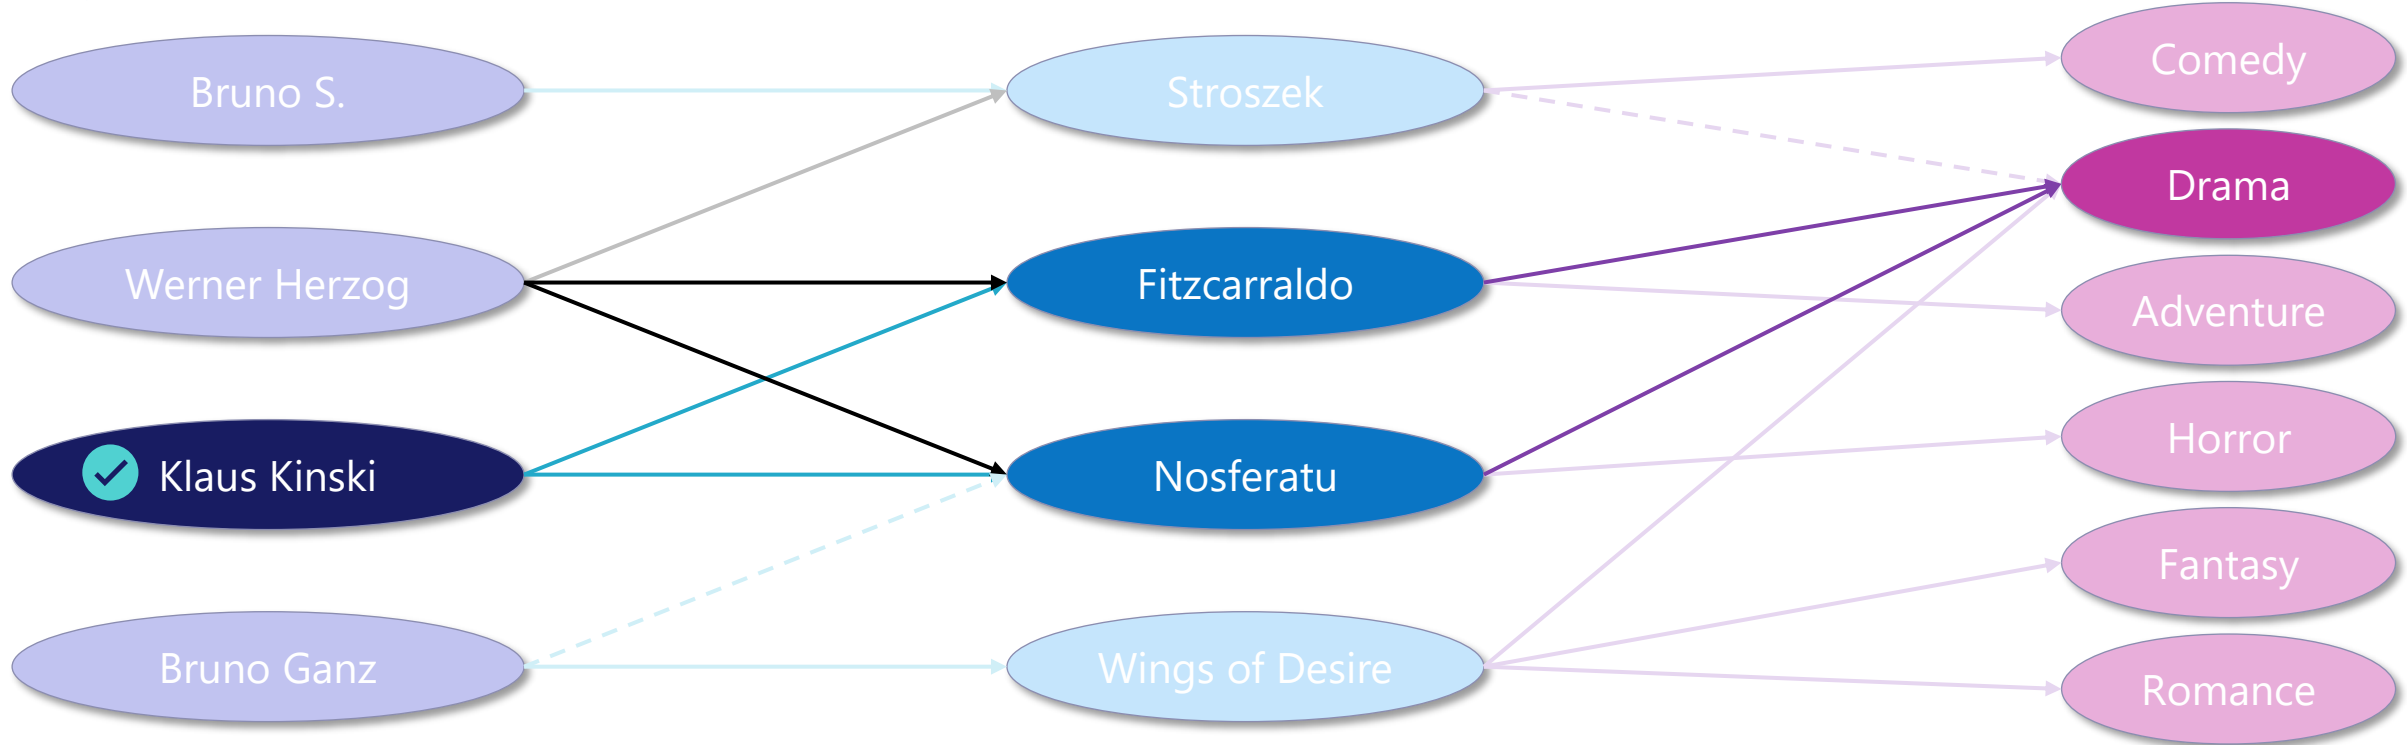 Bruno S.
Werner Herzog
Klaus Kinski
Bruno Ganz
Stroszek
Fitzcarraldo
Nosferatu
Wings of Desire
Comedy
Drama
Adventure
Horror
Fantasy
Romance